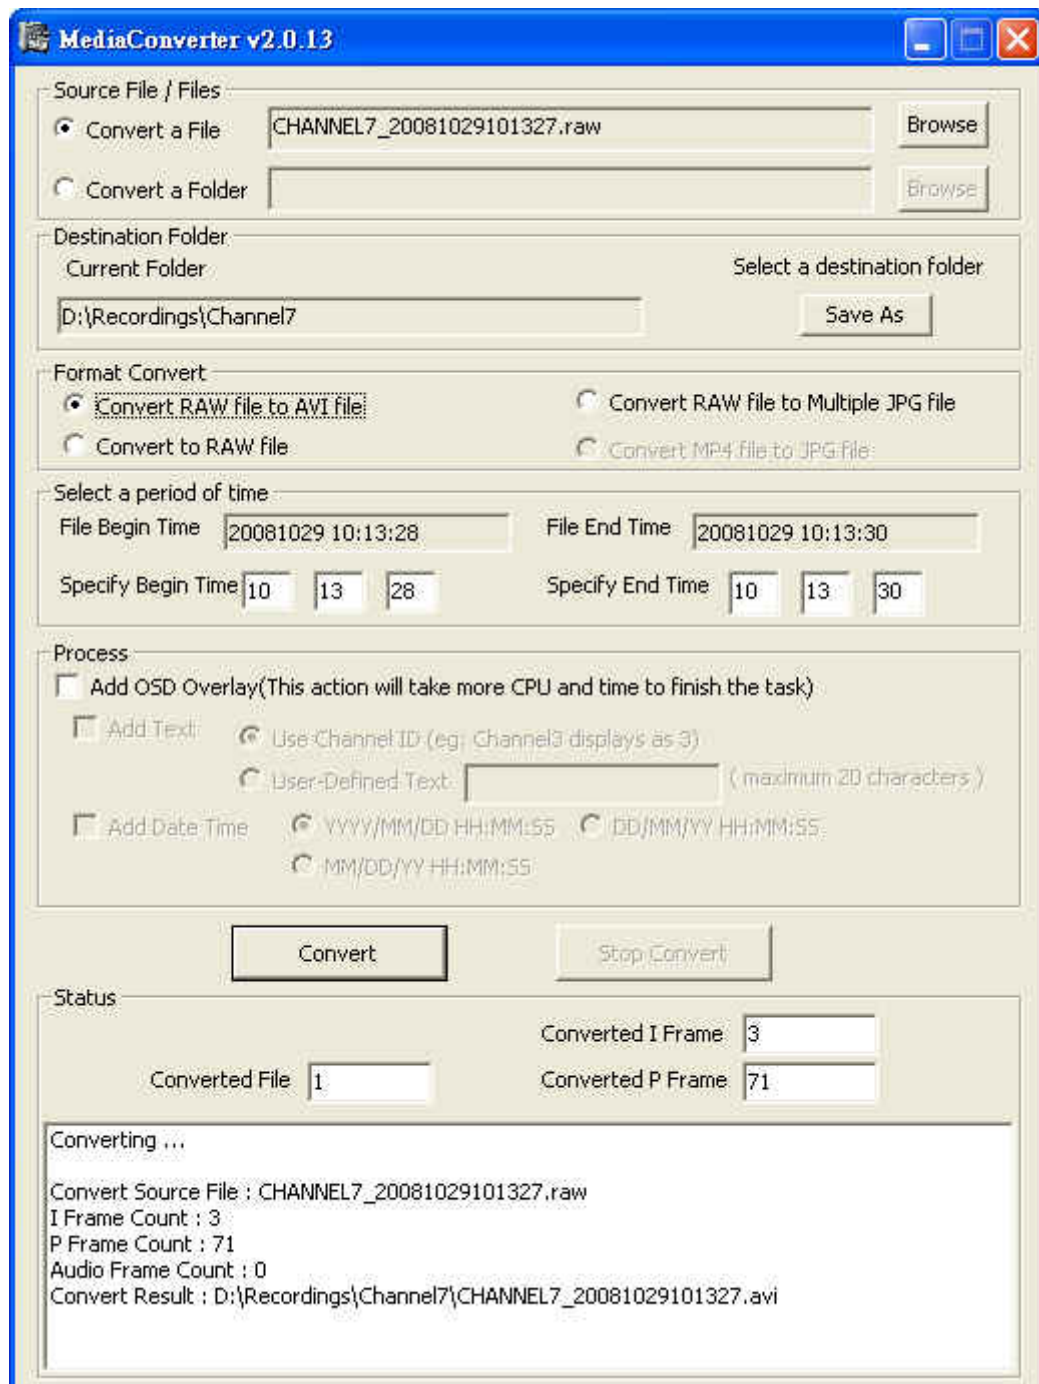 MediaConverter v2.0.13
Source File / Files
Convert a File CHANNEL7_20081029101327.raw Browse
Convert a Folder Browse
Destination Folder
Current Folder Select a destination folder
D:\Recordings\Channel7 Save As
Format Convert
Convert RAW file to AVI file Convert RAW file to Multiple JPG file
Convert to RAW file Convert MP4 file to JPG file
Select a period of time
File Begin Time 20081029 10:13:28 File End Time 20081029 10:13:30
Specify Begin Time 10 13 28 Specify End Time 10 13 30
Process
Add OSD Overlay(This action will take more CPU and time to finish the task)
Add Text Use Channel ID (eg: Channel3 displays as 3)
User-Defined Text ( maximum 20 characters )
Add Date Time YYYY/MM/DD HH:MM:SS DD/MM/YY HH:MM:SS
MM/DD/YY HH:MM:SS
Convert Stop Convert
Status
Converted I Frame 3
Converted File 1 Converted P Frame 71
Converting ...
Convert Source File : CHANNEL7_20081029101327.raw
I Frame Count : 3
P Frame Count : 71
Audio Frame Count : 0
Convert Result : D:\Recordings\Channel7\CHANNEL7_20081029101327.avi